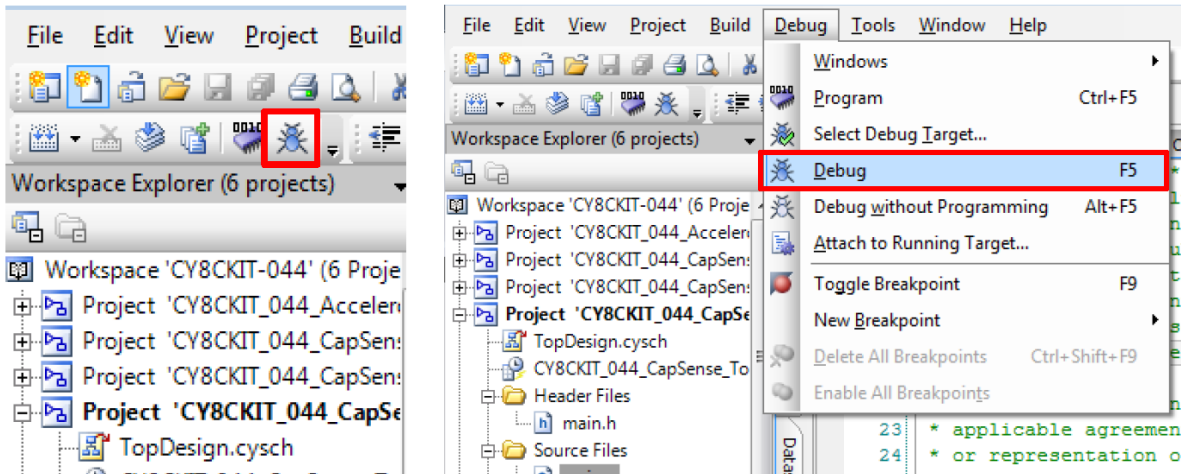 File Edit View Project Build
Workspace Explorer (6 projects)
Workspace 'CY8CKIT-044' (6 Proje
Project 'CY8CKIT_044_Accelero
Project 'CY8CKIT_044_CapSens
Project 'CY8CKIT_044_CapSens
Project 'CY8CKIT_044_CapSe
TopDesign.cysch
File Edit View Project Build Debug Tools Window Help
Workspace Explorer (6 projects)
Workspace 'CY8CKIT-044' (6 Proje
Project 'CY8CKIT_044_Accelero
Project 'CY8CKIT_044_CapSens
Project 'CY8CKIT_044_CapSens
Project 'CY8CKIT_044_CapSe
TopDesign.cysch
CY8CKIT_044_CapSense_To
Header Files
main.h
Source Files
Windows
Program Ctrl+F5
Select Debug Target...
Debug F5
Debug without Programming Alt+F5
Attach to Running Target...
Toggle Breakpoint F9
New Breakpoint
Delete All Breakpoints Ctrl+Shift+F9
Enable All Breakpoints
23 * applicable agreemen
24 * or representation o